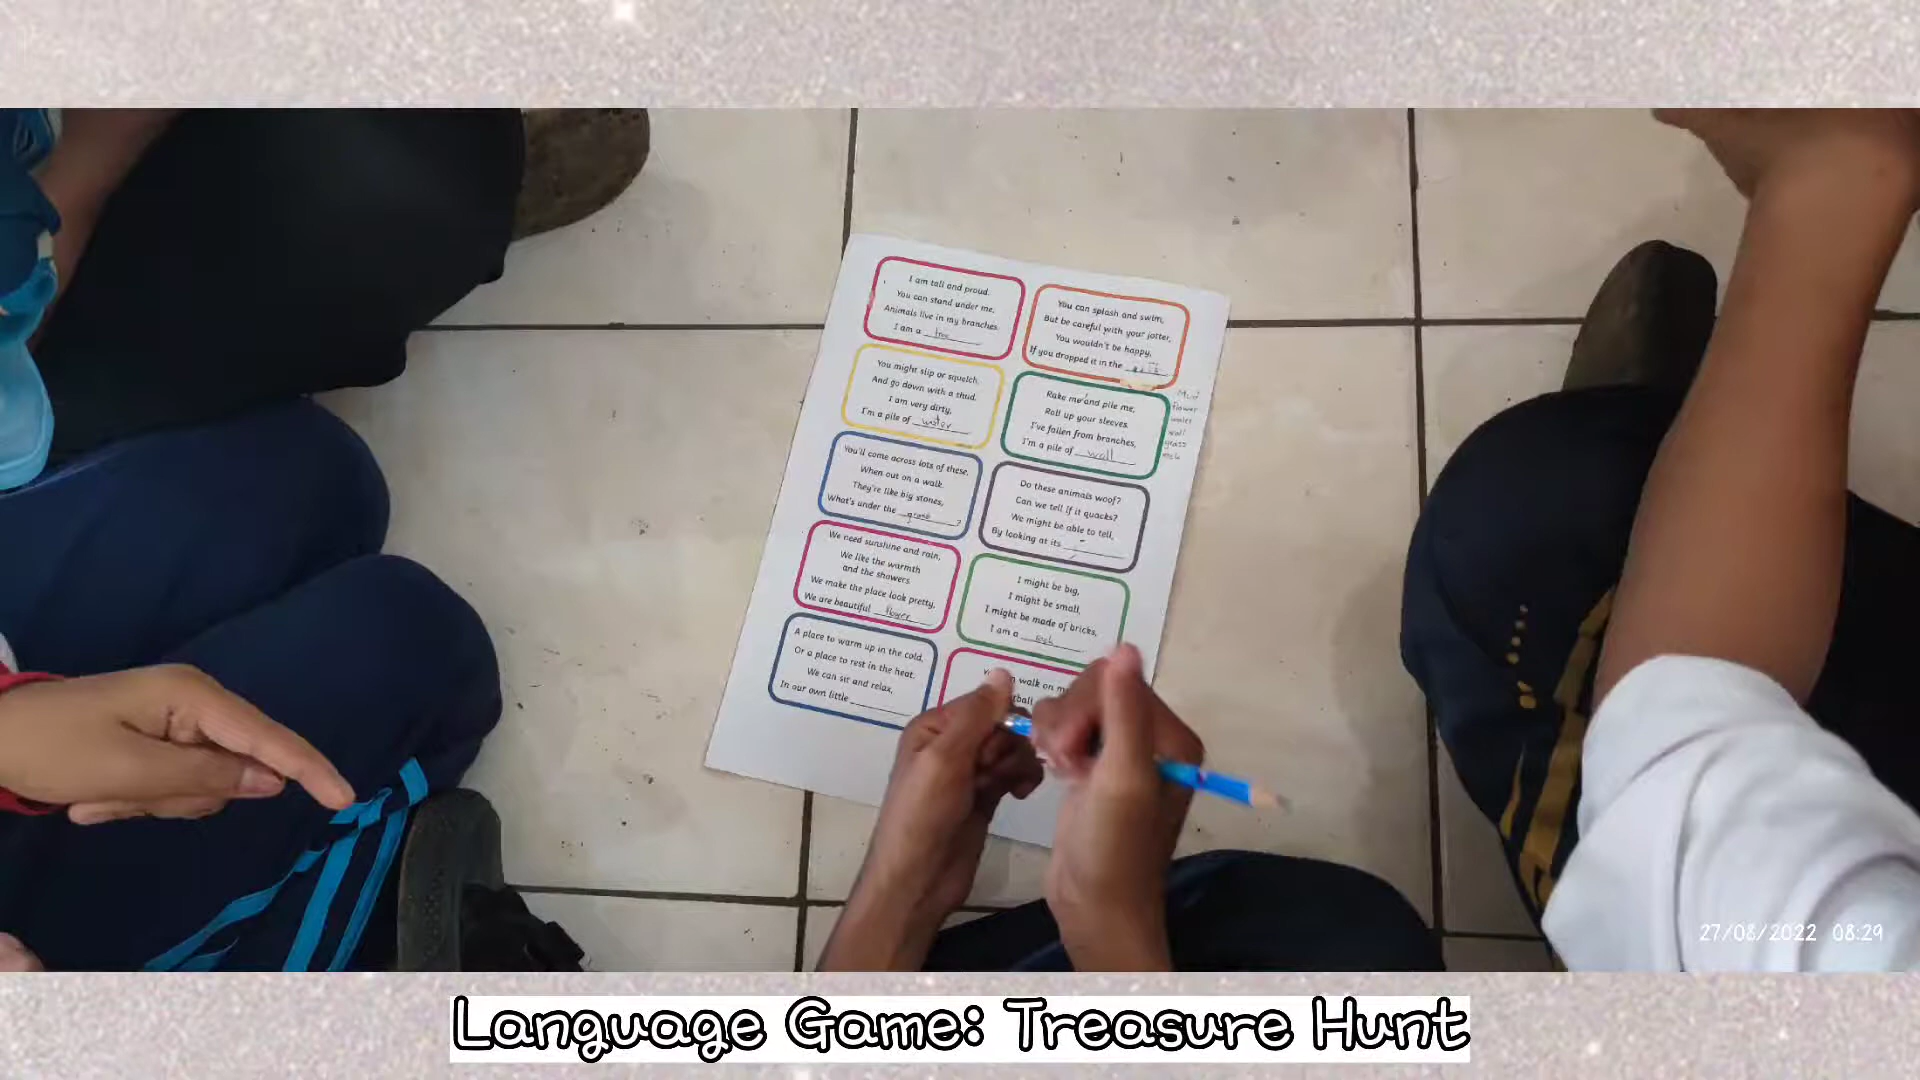 I am tall and proud.
You can stand under me,
Animals live in my branches.
I am a tree
You can splash and swim,
But be careful with your jotter,
You wouldn't be happy,
If you dropped it in the
You might slip or squelch,
And go down with a thud.
I am very dirty,
I'm a pile of water
Rake me and pile me,
Roll up your sleeves.
I've fallen from branches,
I'm a pile of wall
Mud
flower
water
wall
grass
You'll come across lots of these,
When out on a walk.
They're like big stones,
What's under the grass ?
Do these animals woof?
Can we tell if it quacks?
We might be able to tell,
By looking at its
We need sunshine and rain,
We like the warmth
and the showers
We make the place look pretty,
We are beautiful flower
I might be big,
I might be small,
I might be made of bricks,
I am a
A place to warm up in the cold,
Or a place to rest in the heat.
We can sit and relax,
In our own little
walk on
27/08/2022 08:29
Language Game: Treasure Hunt